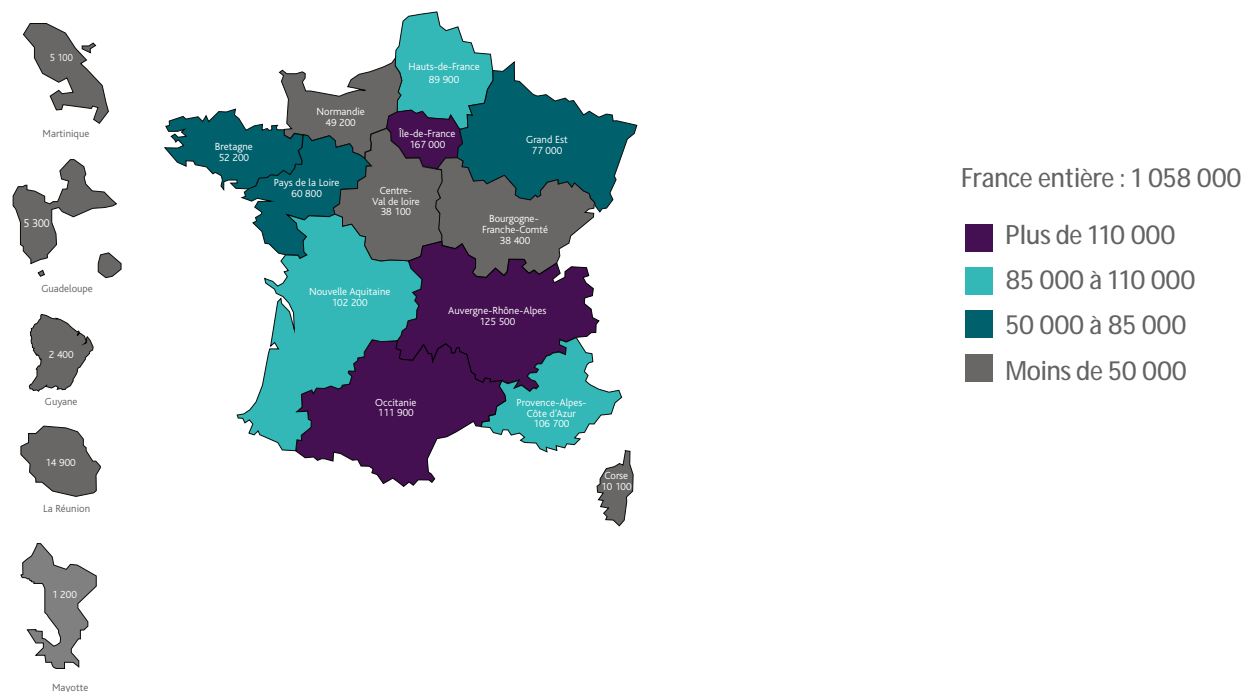 5 100
Martinique
5 300
Guadeloupe
2 400
Guyane
14 900
La Réunion
1 200
Mayotte
Hauts-de-France
89 900
Normandie
49 200
Île-de-France
167 000
Grand Est
77 000
Bretagne
52 200
Pays de la Loire
60 800
Centre-
Val de loire
38 100
Bourgogne-
Franche-Comté
38 400
Nouvelle Aquitaine
102 200
Auvergne-Rhône-Alpes
125 500
Occitanie
111 900
Provence-Alpes-
Côte d'Azur
106 700
Corse
10 100
France entière : 1 058 000
Plus de 110 000
85 000 à 110 000
50 000 à 85 000
Moins de 50 000